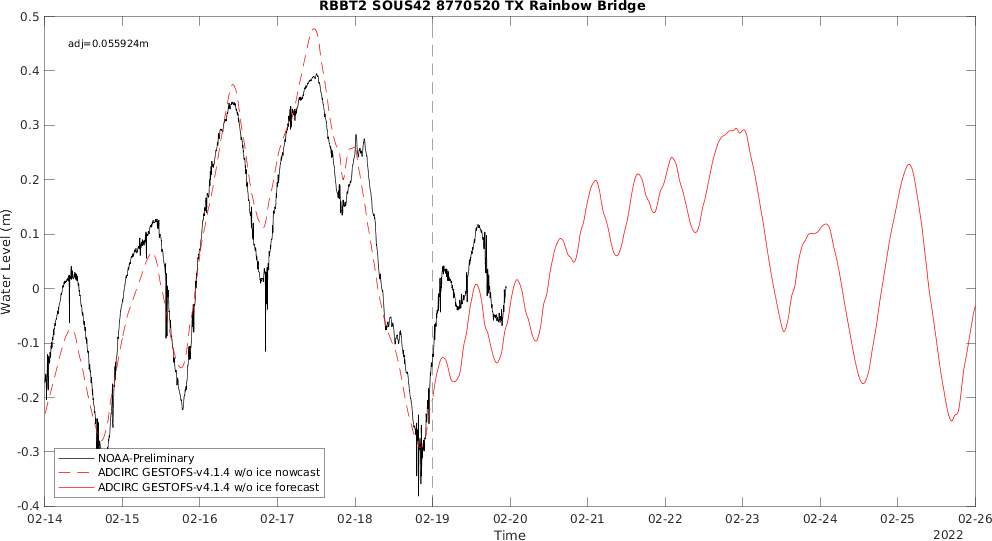 RBBT2 SOUS42 8770520 TX Rainbow Bridge
adj=0.055924m
Water Level (m)
0.5
0.4
0.3
0.2
0.1
0
-0.1
-0.2
-0.3
-0.4
NOAA-Preliminary
ADCIRC GESTOFS-v4.1.4 w/o ice nowcast
ADCIRC GESTOFS-v4.1.4 w/o ice forecast
02-14 02-15 02-16 02-17 02-18 02-19 02-20 02-21 02-22 02-23 02-24 02-25 02-26
Time
2022